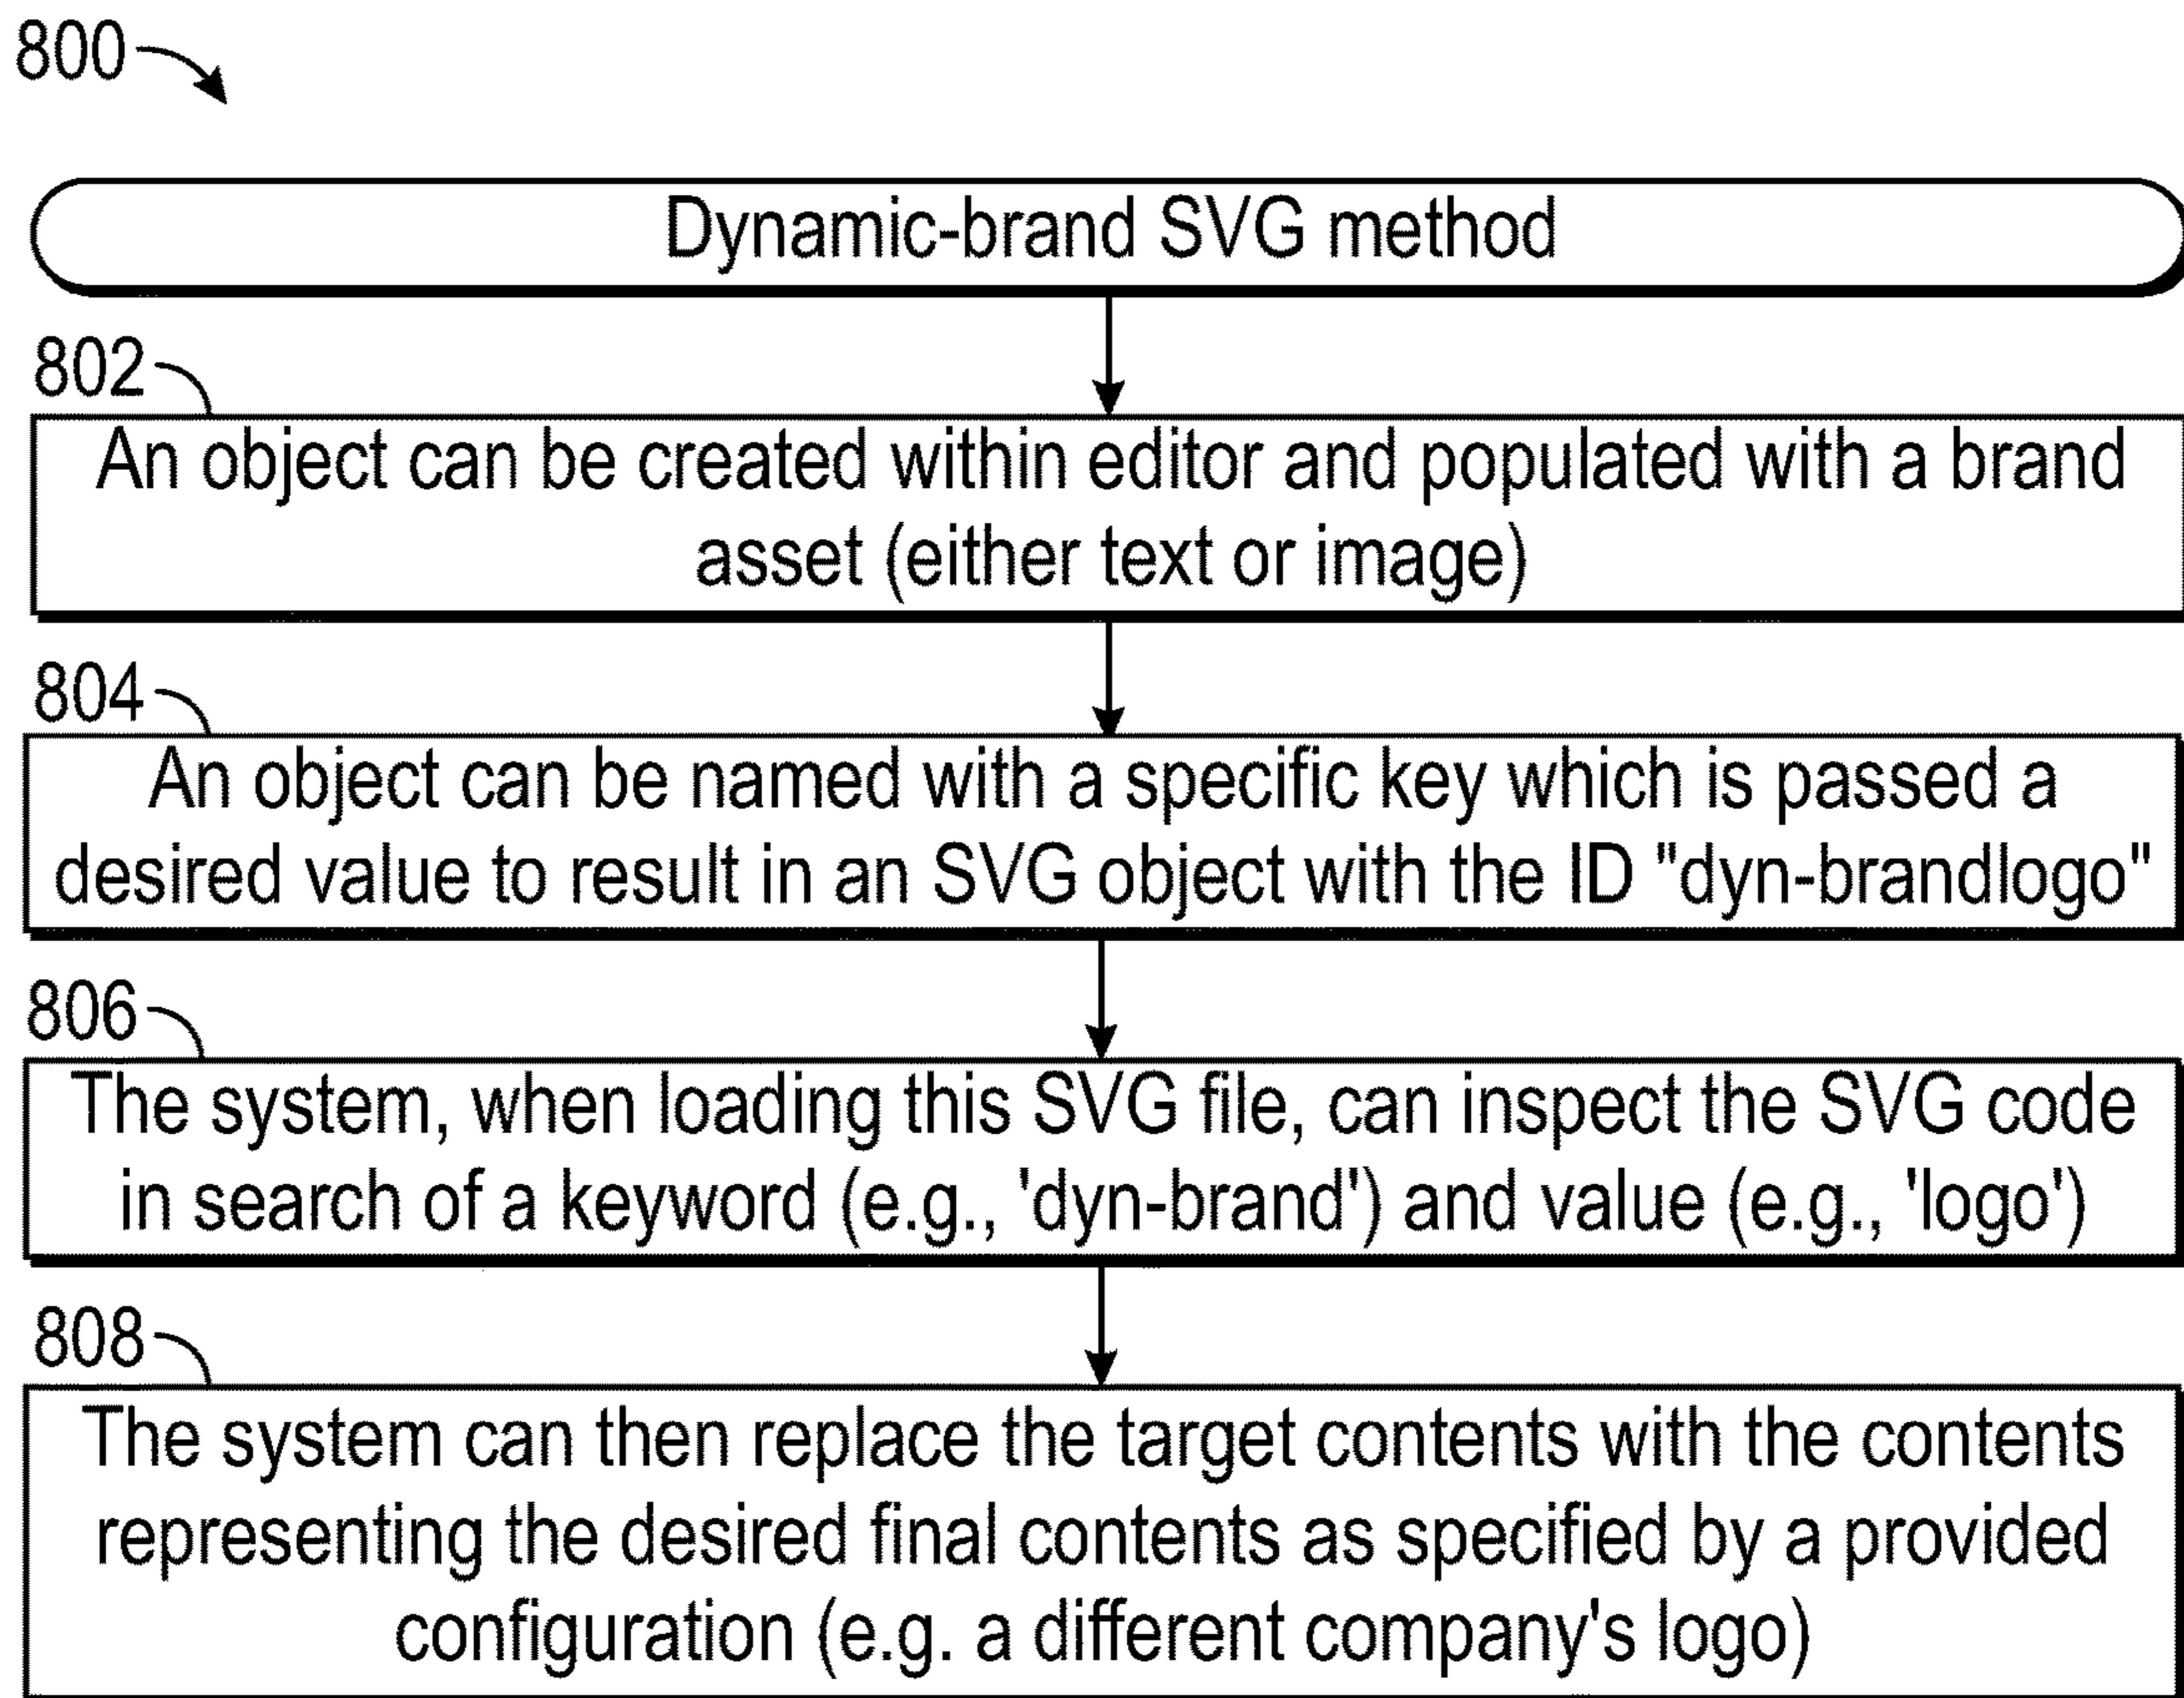 800
Dynamic-brand SVG method
802
An object can be created within editor and populated with a brand
asset (either text or image)
804
An object can be named with a specific key which is passed a
desired value to result in an SVG object with the ID "dyn-brandlogo"
806
The system, when loading this SVG file, can inspect the SVG code
in search of a keyword (e.g., 'dyn-brand') and value (e.g., 'logo')
808
The system can then replace the target contents with the contents
representing the desired final contents as specified by a provided
configuration (e.g. a different company's logo)